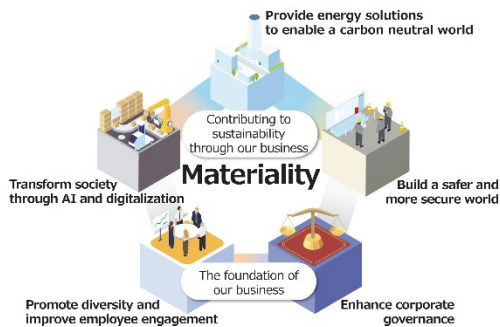 Provide energy solutions
to enable a carbon neutral world
Contributing to
sustainability
through our business
Materiality
Transform society
through AI and digitalization
Build a safer and
more secure world
The foundation of
our business
Promote diversity and
improve employee engagement
Enhance corporate
governance